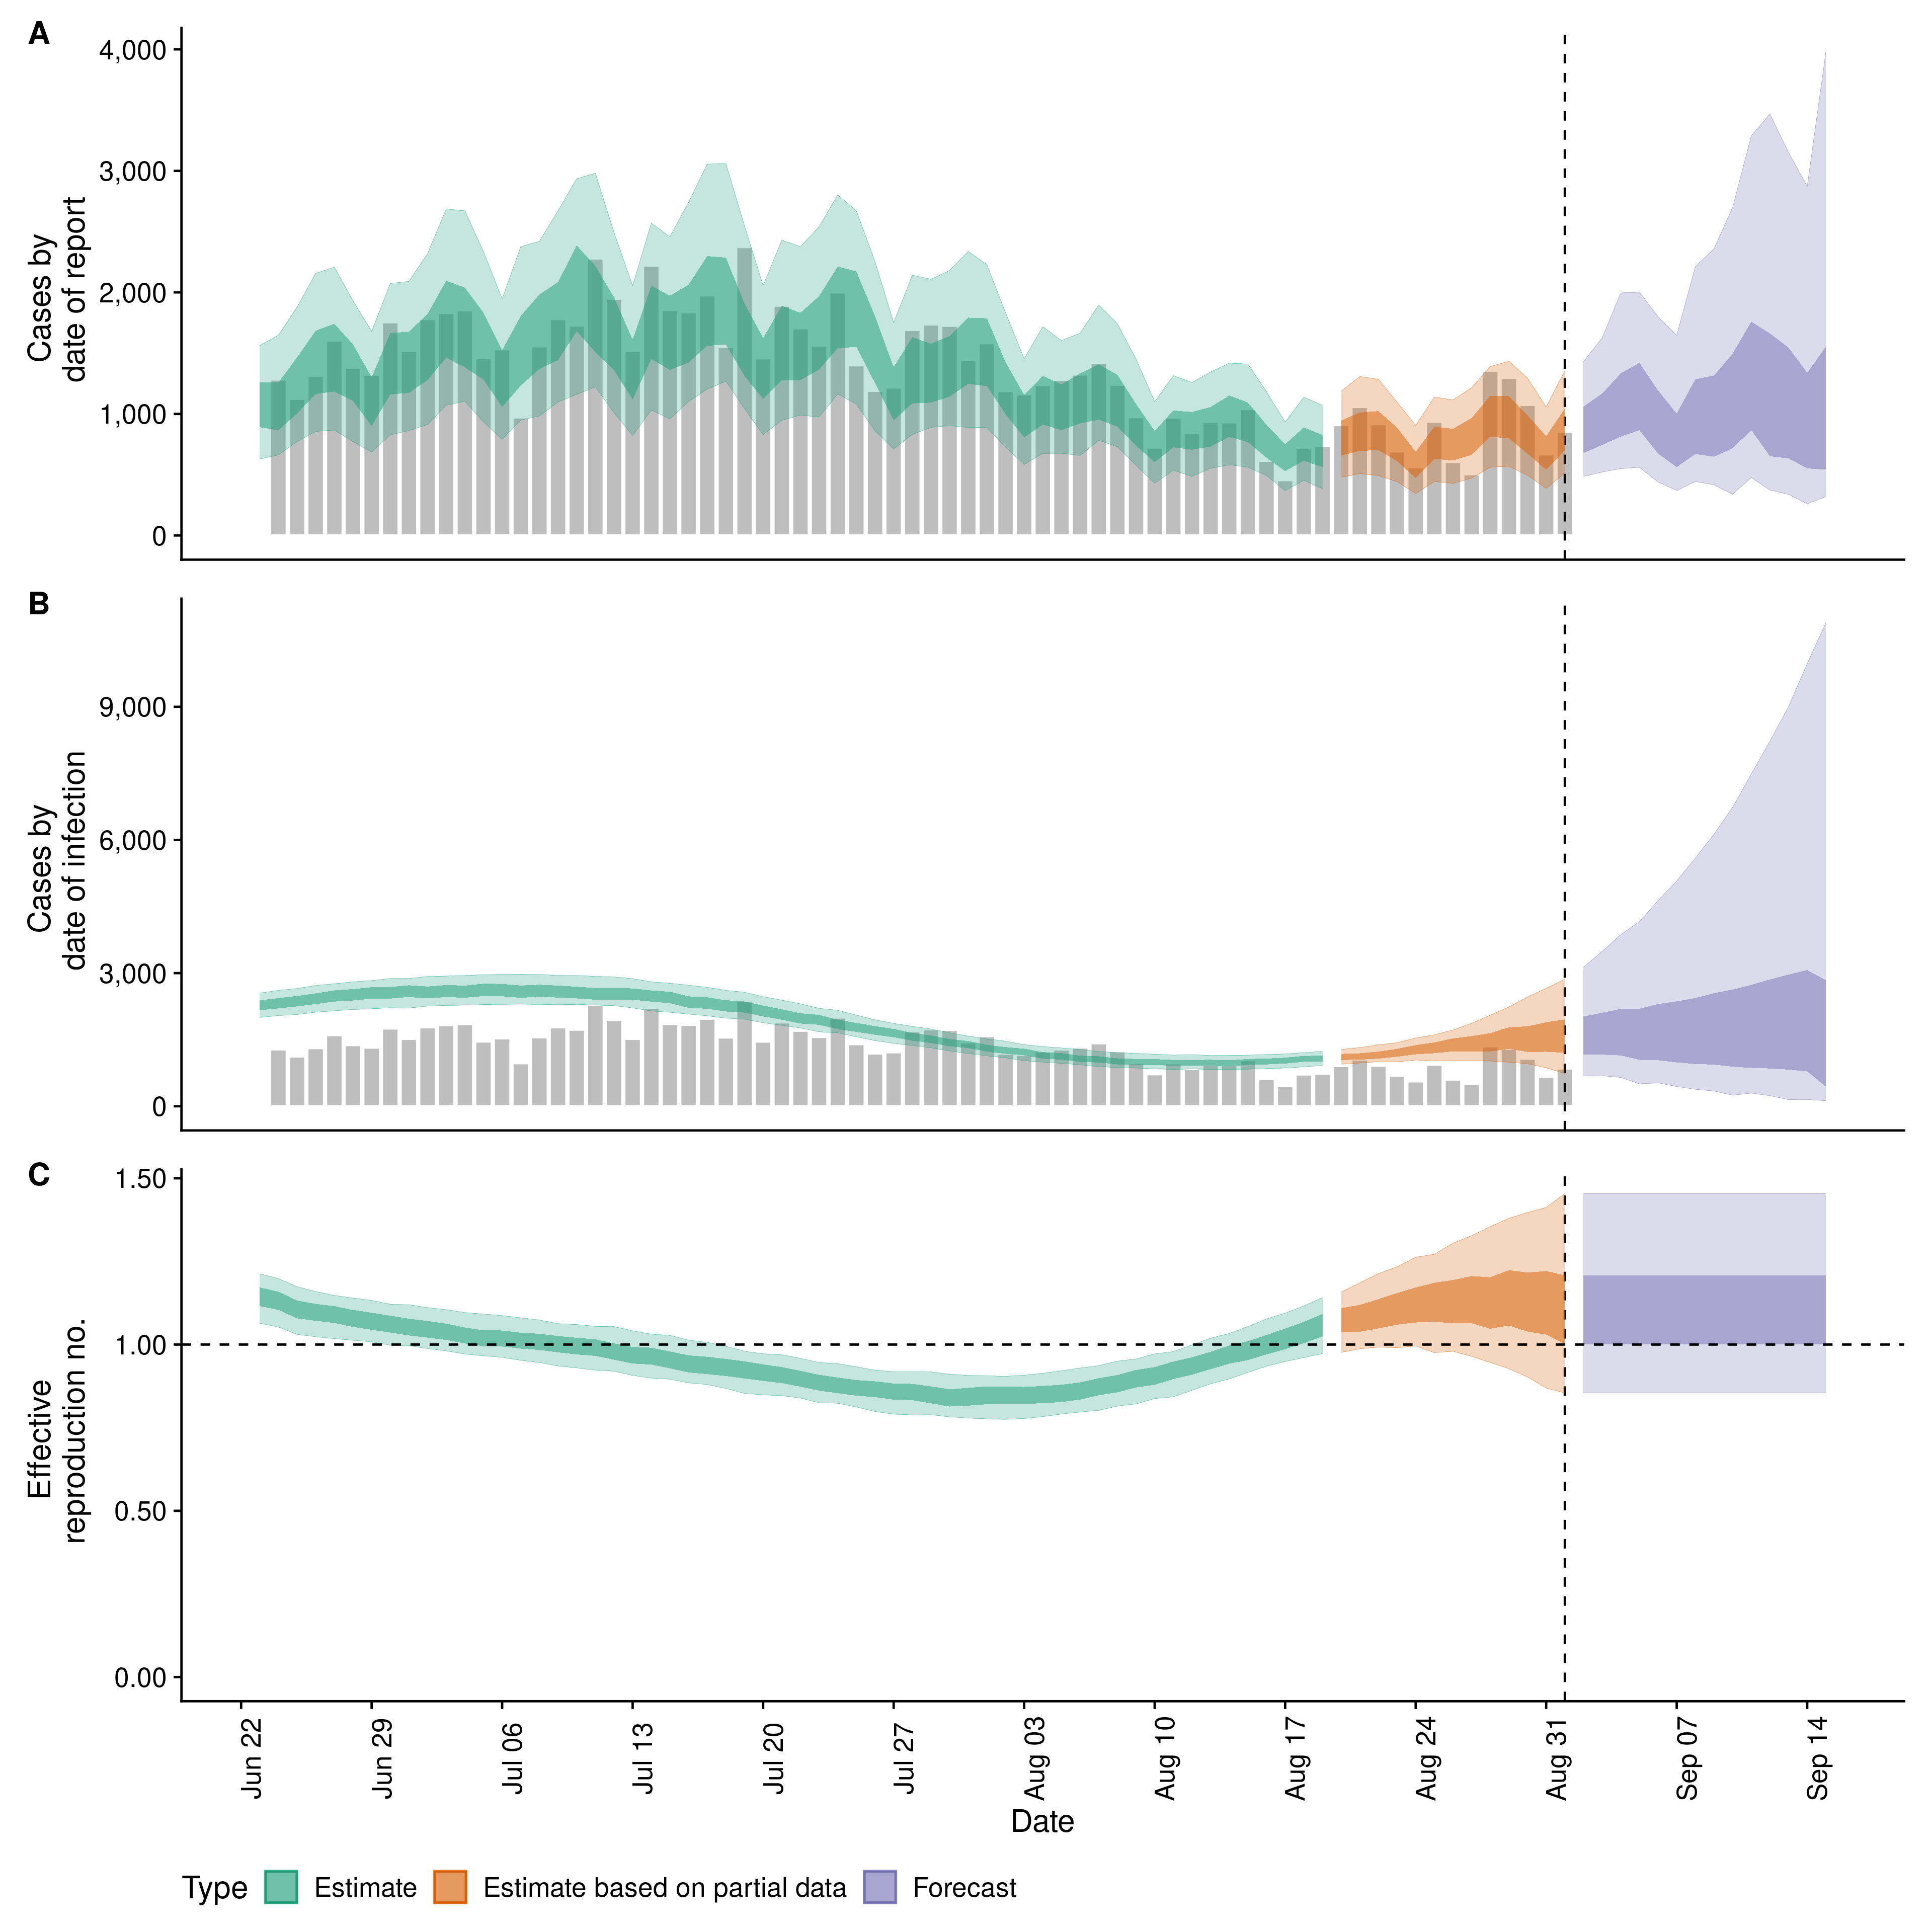 A
4,000
3,000
2,000
1,000
0
Cases by
date of report
B
9,000
6,000
3,000
0
Cases by
date of infection
C
1.50
1.00
0.50
0.00
Effective
reproduction no.
Jun 22
Jun 29
Jul 06
Jul 13
Jul 20
Jul 27
Aug 03
Aug 10
Aug 17
Aug 24
Aug 31
Sep 07
Sep 14
Date
Type Estimate Estimate based on partial data Forecast